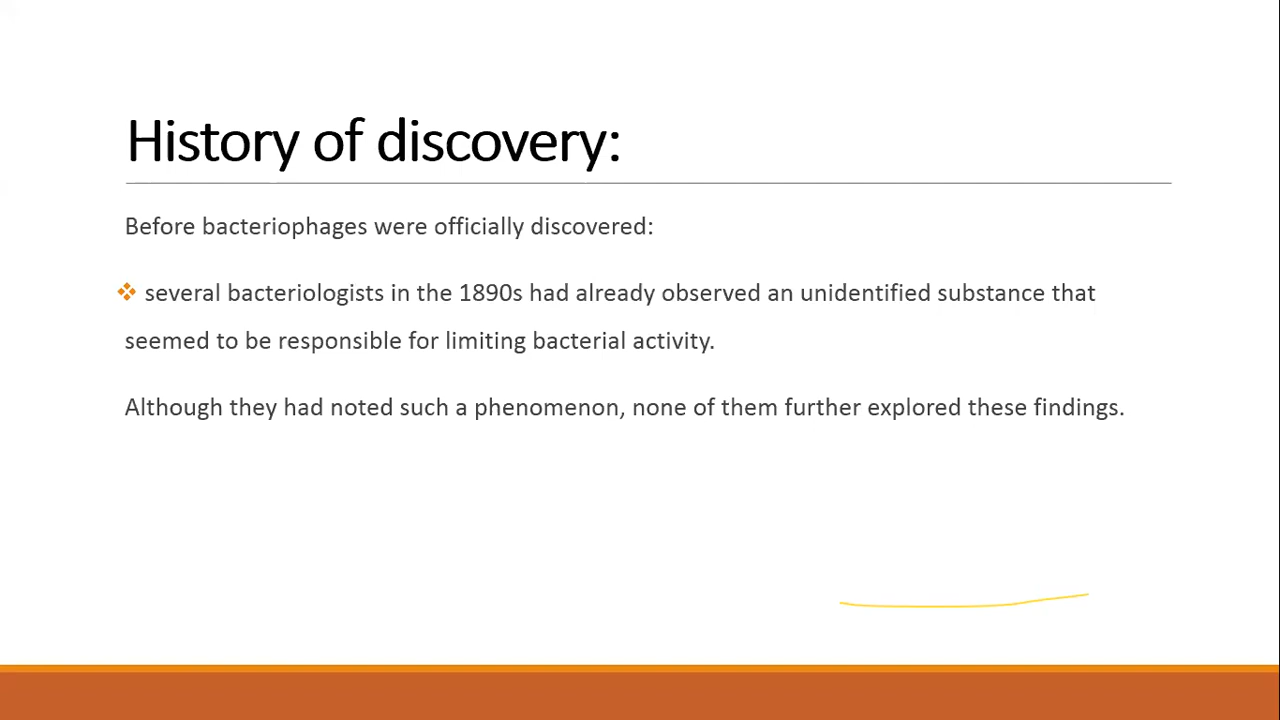 History of discovery:
Before bacteriophages were officially discovered:
several bacteriologists in the 1890s had already observed an unidentified substance that
seemed to be responsible for limiting bacterial activity.
Although they had noted such a phenomenon, none of them further explored these findings.